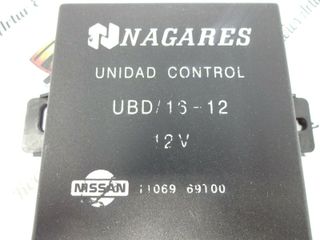 NAGARES
UNIDAD CONTROL
UBD/16-12
12V
NISSAN 11069 69100